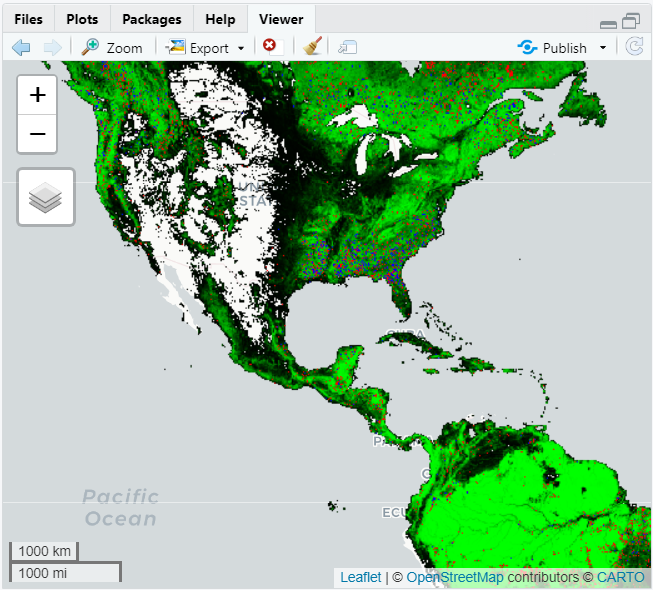 Files Plots Packages Help Viewer
Zoom Export Publish
+
−
Pacific
Ocean
1000 km
1000 mi
Leaflet | © OpenStreetMap contributors © CARTO